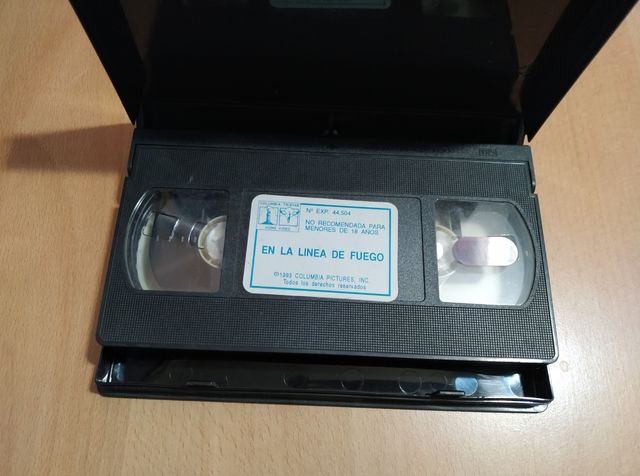 COLUMBIA TRISTAR
HOME VIDEO
Nº EXP. 44.504
NO RECOMENDADA PARA
MENORES DE 18 AÑOS
EN LA LINEA DE FUEGO
©1993 COLUMBIA PICTURES, INC.
Todos los derechos reservados